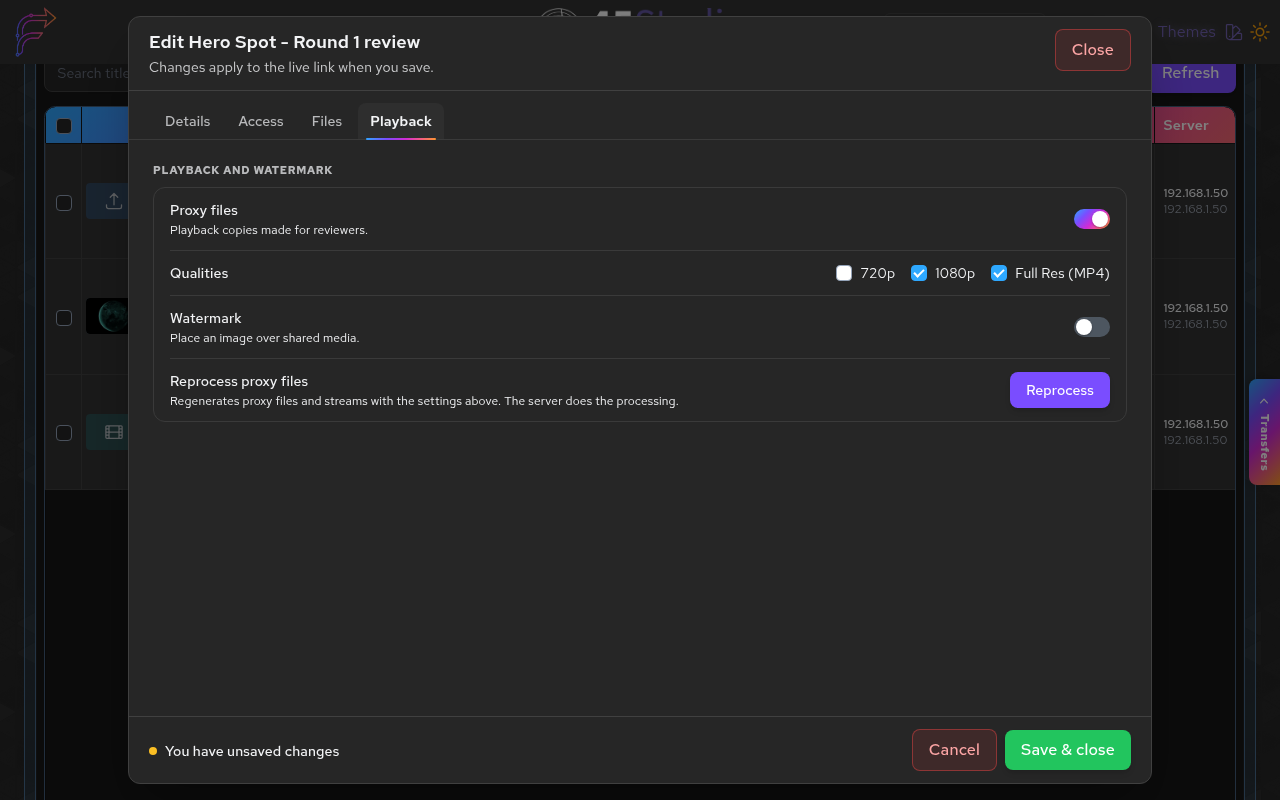 Edit Hero Spot - Round 1 review
Changes apply to the live link when you save.
Close
Themes
Search title
Refresh
Details Access Files Playback
Server
PLAYBACK AND WATERMARK
Proxy files
Playback copies made for reviewers.
192.168.1.50
192.168.1.50
Qualities 720p 1080p Full Res (MP4)
Watermark
Place an image over shared media.
192.168.1.50
192.168.1.50
Reprocess proxy files
Regenerates proxy files and streams with the settings above. The server does the processing.
Reprocess
192.168.1.50
192.168.1.50
Transfers
You have unsaved changes
Cancel Save & close